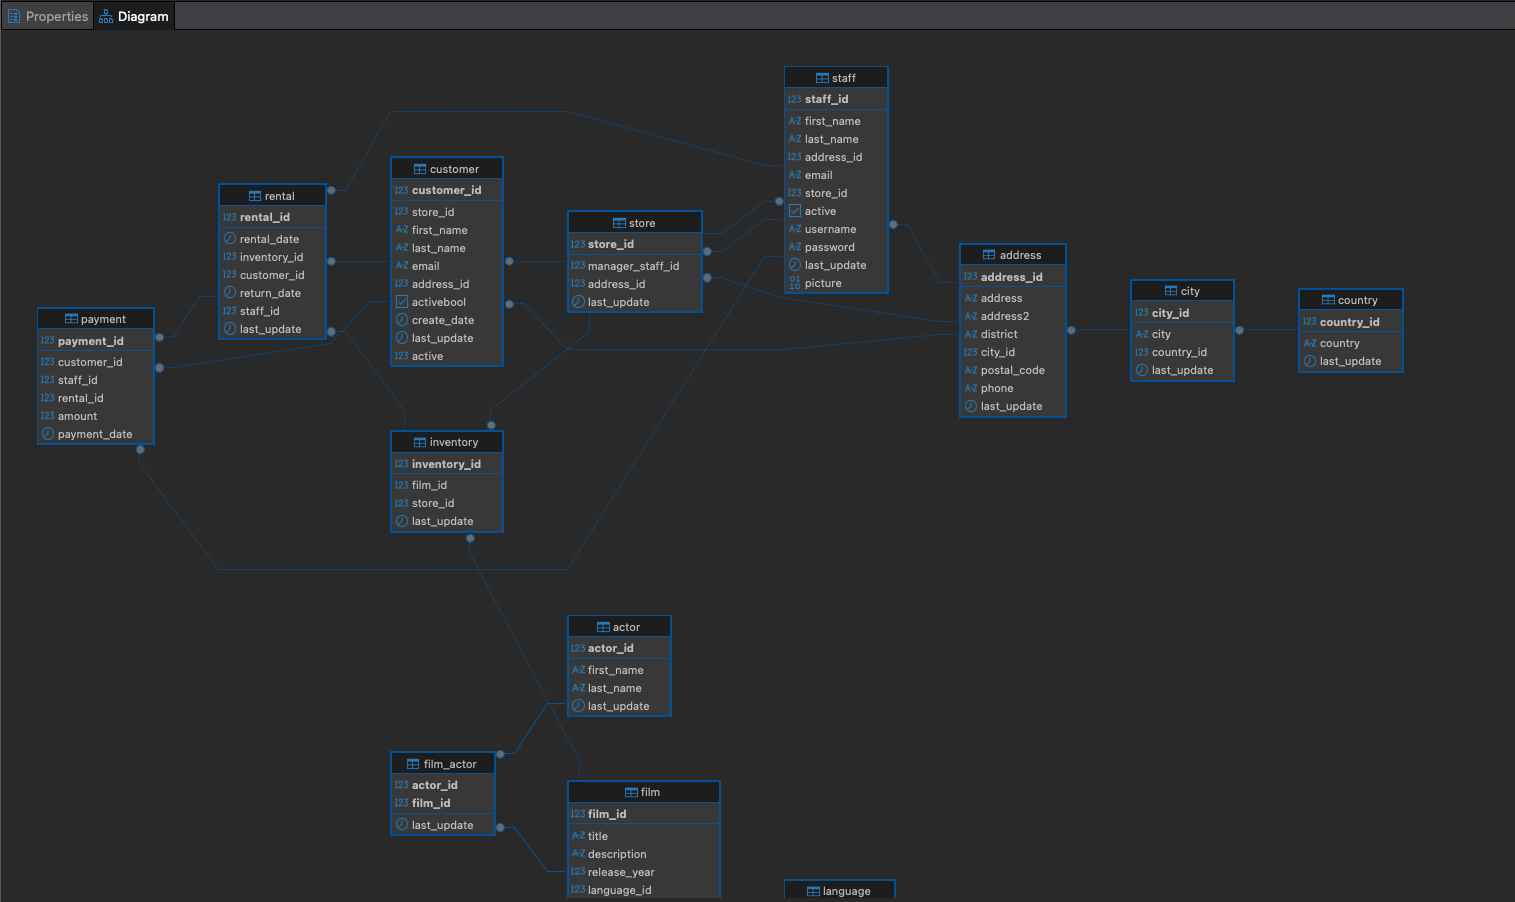 Properties
Diagram
staff
123 staff_id
A-Z first_name
A-Z last_name
123 address_id
A-Z email
123 store_id
active
A-Z username
A-Z password
last_update
01
10 picture
customer
123 customer_id
123 store_id
A-Z first_name
A-Z last_name
A-Z email
123 address_id
activebool
create_date
last_update
123 active
rental
123 rental_id
rental_date
123 inventory_id
123 customer_id
return_date
123 staff_id
last_update
store
123 store_id
123 manager_staff_id
123 address_id
last_update
address
123 address_id
A-Z address
A-Z address2
A-Z district
123 city_id
A-Z postal_code
A-Z phone
last_update
city
123 city_id
A-Z city
123 country_id
last_update
country
123 country_id
A-Z country
last_update
payment
123 payment_id
123 customer_id
123 staff_id
123 rental_id
123 amount
payment_date
inventory
123 inventory_id
123 film_id
123 store_id
last_update
actor
123 actor_id
A-Z first_name
A-Z last_name
last_update
film_actor
123 actor_id
123 film_id
last_update
film
123 film_id
A-Z title
A-Z description
123 release_year
123 language_id
language